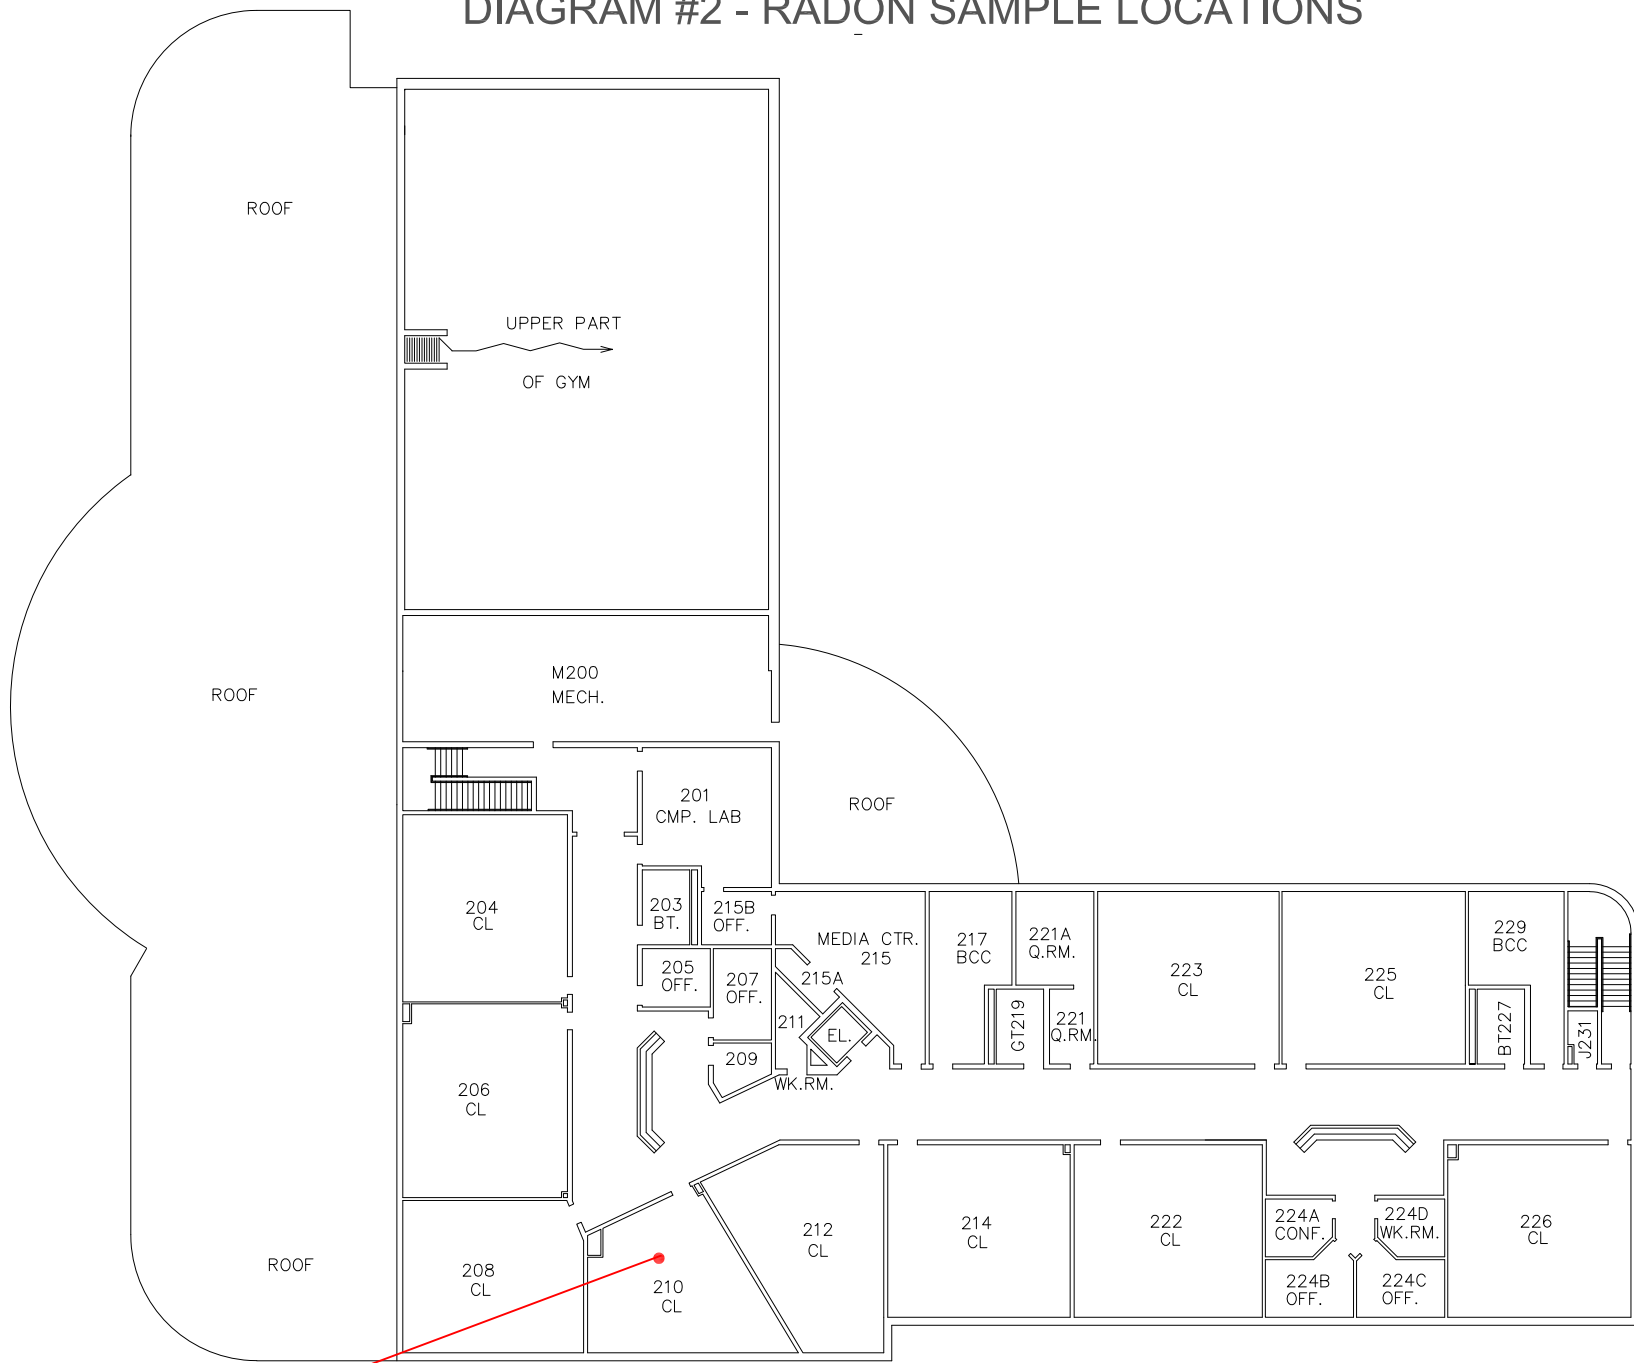 DIAGRAM #2 - RADON SAMPLE LOCATIONS
-
ROOF
UPPER PART
OF GYM
M200
MECH.
ROOF
201
CMP. LAB
ROOF
204
CL
203
BT.
215B
OFF.
MEDIA CTR.
215
217
BCC
221A
Q.RM.
223
CL
225
CL
229
BCC
205
OFF.
207
OFF.
215A
211
EL.
GT219
221
Q.RM.
BT227
J231
209
WK.RM.
206
CL
208
CL
210
CL
212
CL
214
CL
222
CL
224A
CONF.
224D
WK.RM.
224B
OFF.
224C
OFF.
226
CL
ROOF